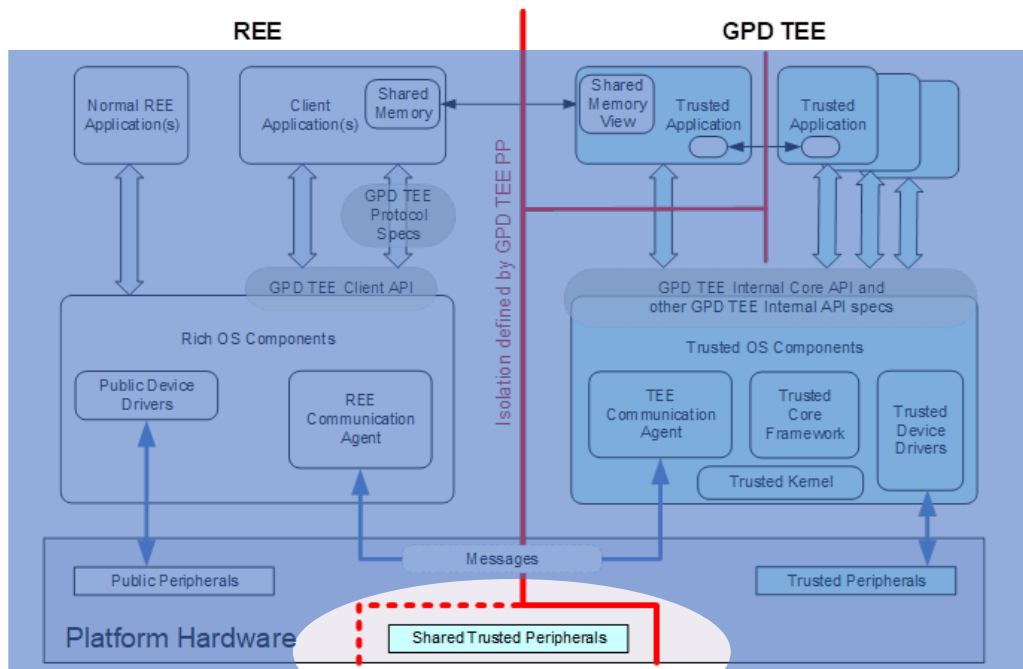 REE
GPD TEE
Normal REE
Application(s)
Client
Application(s)
Shared
Memory
Shared
Memory
View
Trusted
Application
Trusted
Application
GPD TEE
Protocol
Specs
Isolation defined by GPD TEE PP
GPD TEE Client API
GPD TEE Internal Core API and
other GPD TEE Internal API specs
Rich OS Components
Trusted OS Components
Public Device
Drivers
REE
Communication
Agent
TEE
Communication
Agent
Trusted
Core
Framework
Trusted
Device
Drivers
Trusted Kernel
Messages
Public Peripherals
Trusted Peripherals
Platform Hardware
Shared Trusted Peripherals